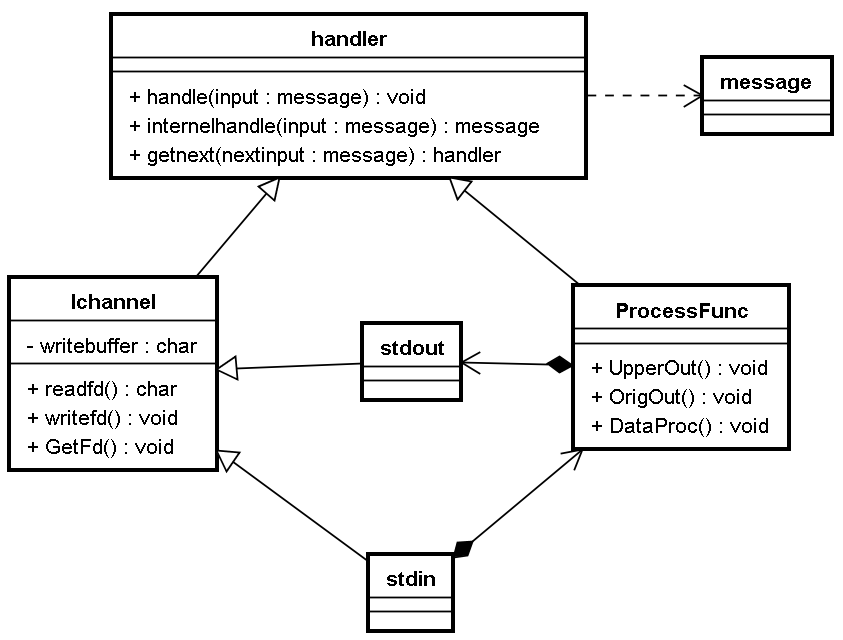 handler
+ handle(input : message) : void
+ internelhandle(input : message) : message
+ getnext(nextinput : message) : handler
message
Ichannel
- writebuffer : char
+ readfd() : char
+ writefd() : void
+ GetFd() : void
stdout
ProcessFunc
+ UpperOut() : void
+ OrigOut() : void
+ DataProc() : void
stdin